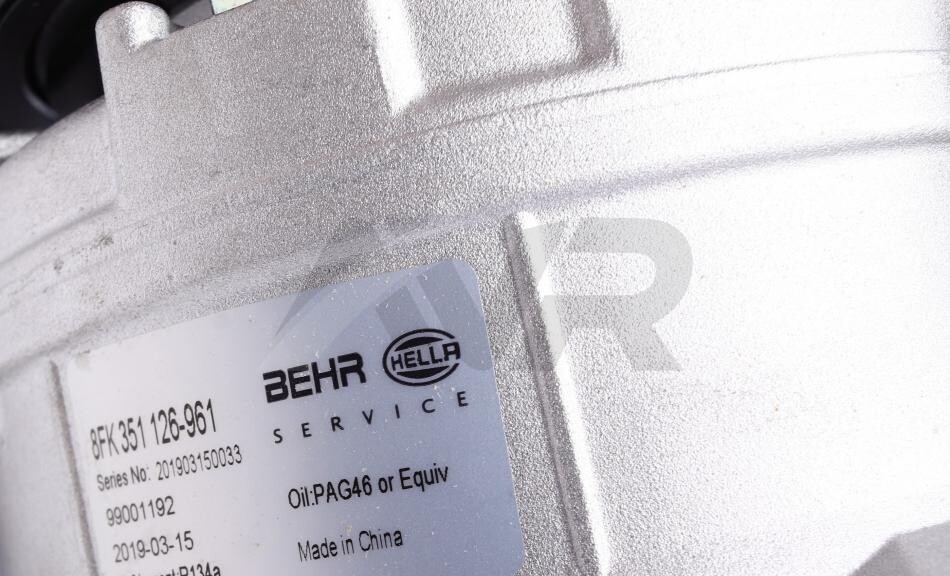 BEHR HELLA
SERVICE
8FK 351 126-961
Series No: 201903150033
99001192
2019-03-15
R134a
Oil:PAG46 or Equiv
Made in China